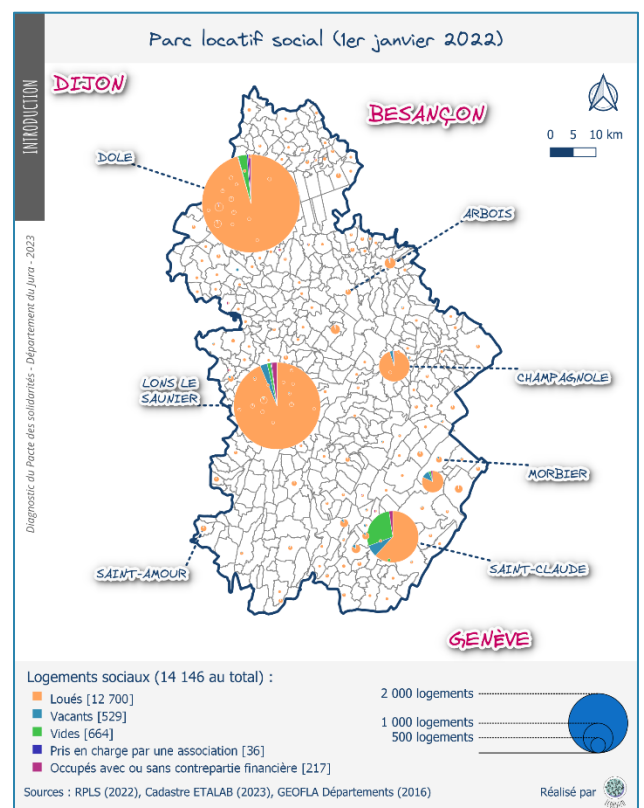 Parc locatif social (1er janvier 2022)
INTRODUCTION
DIJON
BESANÇON
0 5 10 km
DOLE
ARBOIS
Diagnostic du Pacte des solidarités - Département du Jura - 2023
LONS LE
SAUNIER
CHAMPAGNOLE
MORBIER
SAINT-AMOUR
SAINT-CLAUDE
GENÈVE
Logements sociaux (14 146 au total) :
Loués [12 700]
Vacants [529]
Vides [664]
Pris en charge par une association [36]
Occupés avec ou sans contrepartie financière [217]
2 000 logements
1 000 logements
500 logements
Sources : RPLS (2022), Cadastre ETALAB (2023), GEOFLA Départements (2016)
Réalisé par